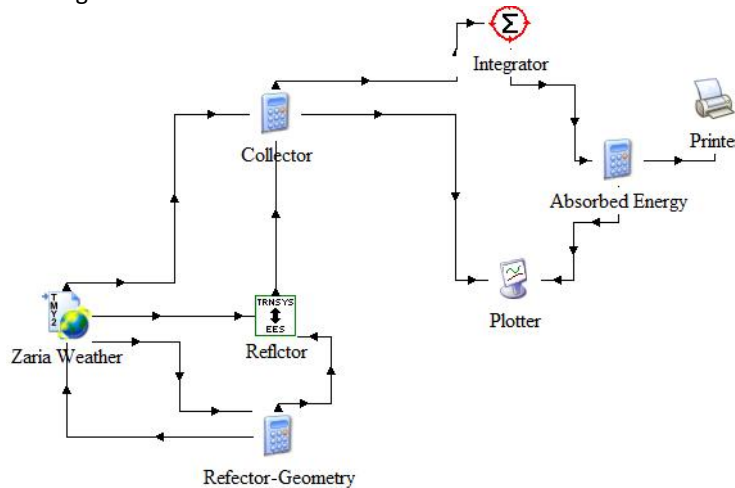 Σ
Integrator
Printe
Collector
Absorbed Energy
TMY2
TRNSYS
EES
Plotter
Zaria Weather
Reflctor
Refector-Geometry